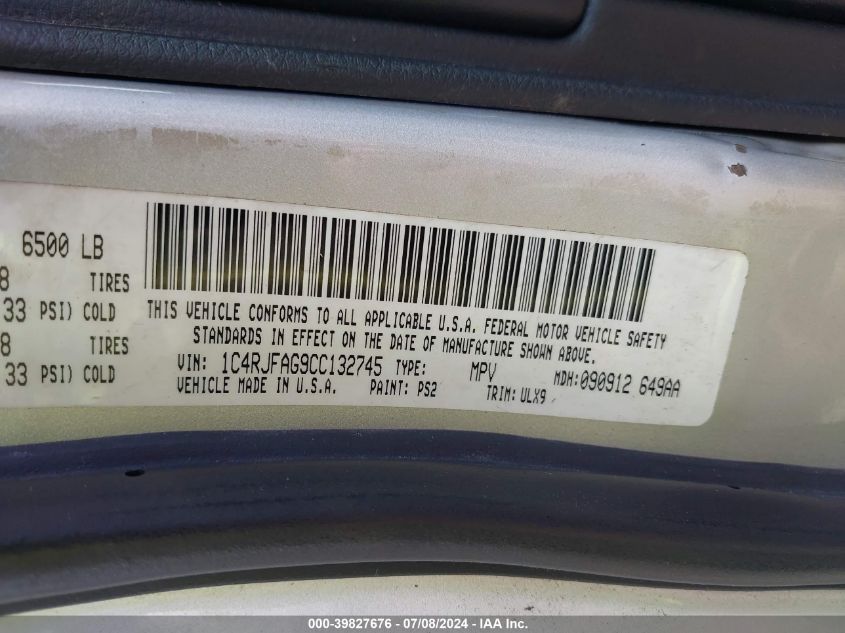 6500 LB
8 TIRES
33 PSI) COLD
8 TIRES
33 PSI) COLD
THIS VEHICLE CONFORMS TO ALL APPLICABLE U.S.A. FEDERAL MOTOR VEHICLE SAFETY
STANDARDS IN EFFECT ON THE DATE OF MANUFACTURE SHOWN ABOVE.
VIN: 1C4RJFAG9CC132745 TYPE: MPV MDH:090912 649AA
VEHICLE MADE IN U.S.A. PAINT: PS2 TRIM: ULX9
000-39827676 - 07/08/2024 - IAA Inc.